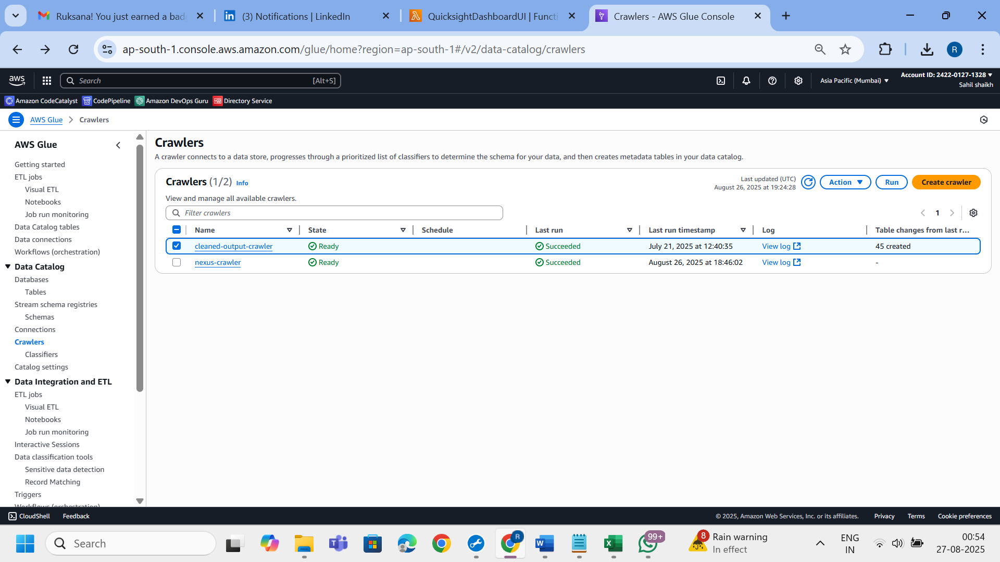 Ruksana! You just earned a bad
(3) Notifications | LinkedIn
QuicksightDashboardUI | Functi
Crawlers - AWS Glue Console
ap-south-1.console.aws.amazon.com/glue/home?region=ap-south-1#/v2/data-catalog/crawlers
R
aws
Search
[Alt+S]
Asia Pacific (Mumbai)
Account ID: 2422-0127-1328
Sahil shaikh
Amazon CodeCatalyst
CodePipeline
Amazon DevOps Guru
Directory Service
AWS Glue
Crawlers
AWS Glue
Getting started
ETL jobs
Visual ETL
Notebooks
Job run monitoring
Data Catalog tables
Data connections
Workflows (orchestration)
Data Catalog
Databases
Tables
Stream schema registries
Schemas
Connections
Crawlers
Classifiers
Catalog settings
Data Integration and ETL
ETL jobs
Visual ETL
Notebooks
Job run monitoring
Interactive Sessions
Data classification tools
Sensitive data detection
Record Matching
Triggers
Workflows (orchestration)
Crawlers
A crawler connects to a data store, progresses through a prioritized list of classifiers to determine the schema for your data, and then creates metadata tables in your data catalog.
Crawlers (1/2) Info
Last updated (UTC)
August 26, 2025 at 19:24:28
Action
Run
Create crawler
View and manage all available crawlers.
Filter crawlers
1
Name State Schedule Last run Last run timestamp Log Table changes from last r...
cleaned-output-crawler Ready Succeeded July 21, 2025 at 12:40:35 View log 45 created
nexus-crawler Ready Succeeded August 26, 2025 at 18:46:02 View log -
CloudShell
Feedback
© 2025, Amazon Web Services, Inc. or its affiliates.
Privacy
Terms
Cookie preferences
Search
R
99+
8
Rain warning
In effect
ENG
IN
00:54
27-08-2025